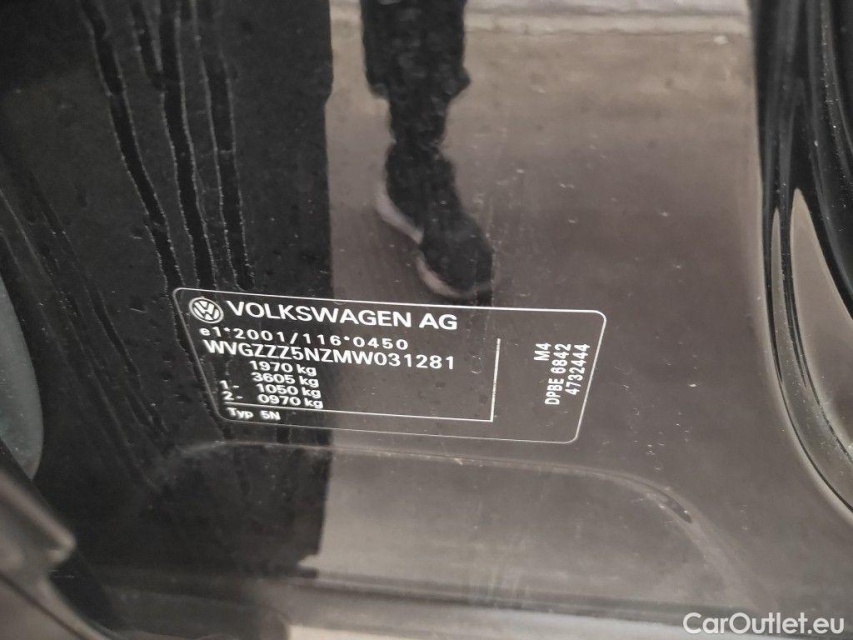 VOLKSWAGEN AG
e1*2001/116*0450
WVGZZZ5NZMW031281
1970 kg
3605 kg
1- 1050 kg
2- 0970 kg
Typ 5N
M4
DPBE 6842
4732444
CarOutlet.eu